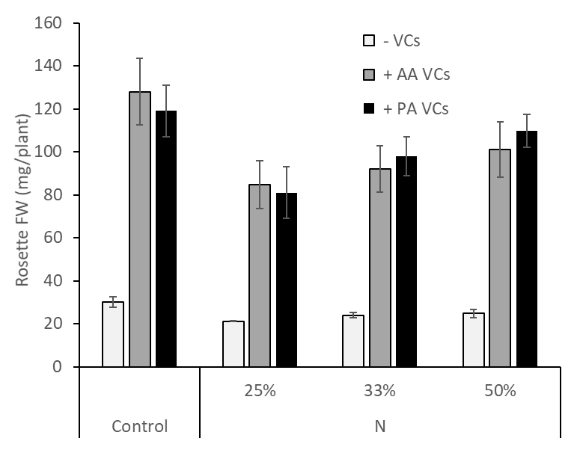 160
140
120
100
80
60
40
20
0
Rosette FW (mg/plant)
- VCs
+ AA VCs
+ PA VCs
25% 33% 50%
Control N